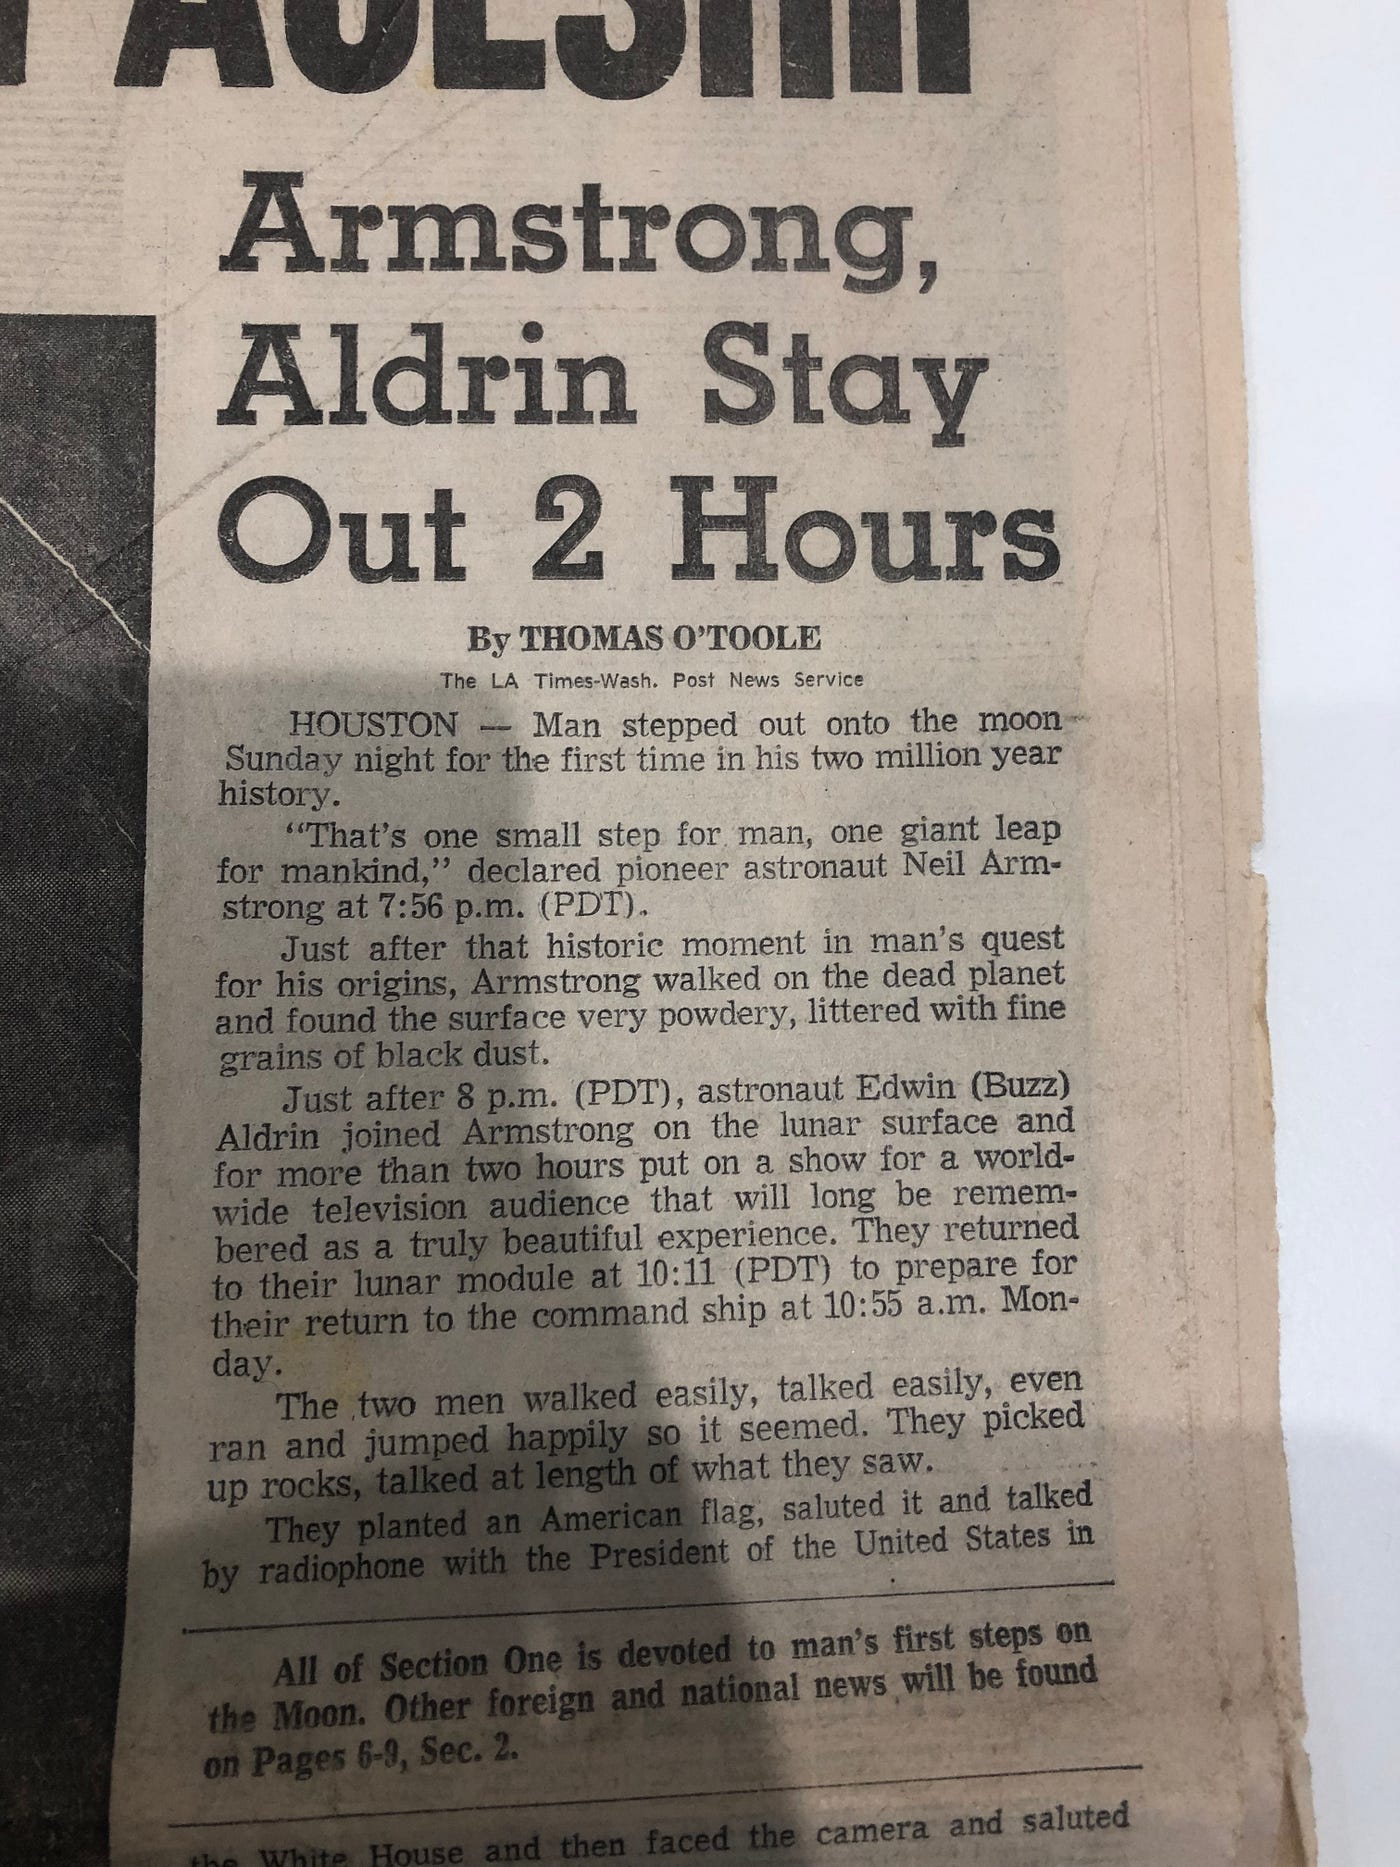 Armstrong,
Aldrin Stay
Out 2 Hours
By THOMAS O'TOOLE
The LA Times-Wash. Post News Service
HOUSTON — Man stepped out onto the moon
Sunday night for the first time in his two million year
history.
"That's one small step for man, one giant leap
for mankind," declared pioneer astronaut Neil Arm-
strong at 7:56 p.m. (PDT).
Just after that historic moment in man's quest
for his origins, Armstrong walked on the dead planet
and found the surface very powdery, littered with fine
grains of black dust.
Just after 8 p.m. (PDT), astronaut Edwin (Buzz)
Aldrin joined Armstrong on the lunar surface and
for more than two hours put on a show for a world-
wide television audience that will long be remem-
bered as a truly beautiful experience. They returned
to their lunar module at 10:11 (PDT) to prepare for
their return to the command ship at 10:55 a.m. Mon-
day.
The two men walked easily, talked easily, even
ran and jumped happily so it seemed. They picked
up rocks, talked at length of what they saw.
They planted an American flag, saluted it and talked
by radiophone with the President of the United States in
All of Section One is devoted to man's first steps on
the Moon. Other foreign and national news will be found
on Pages 6-9, Sec. 2.
the White House and then faced the camera and saluted